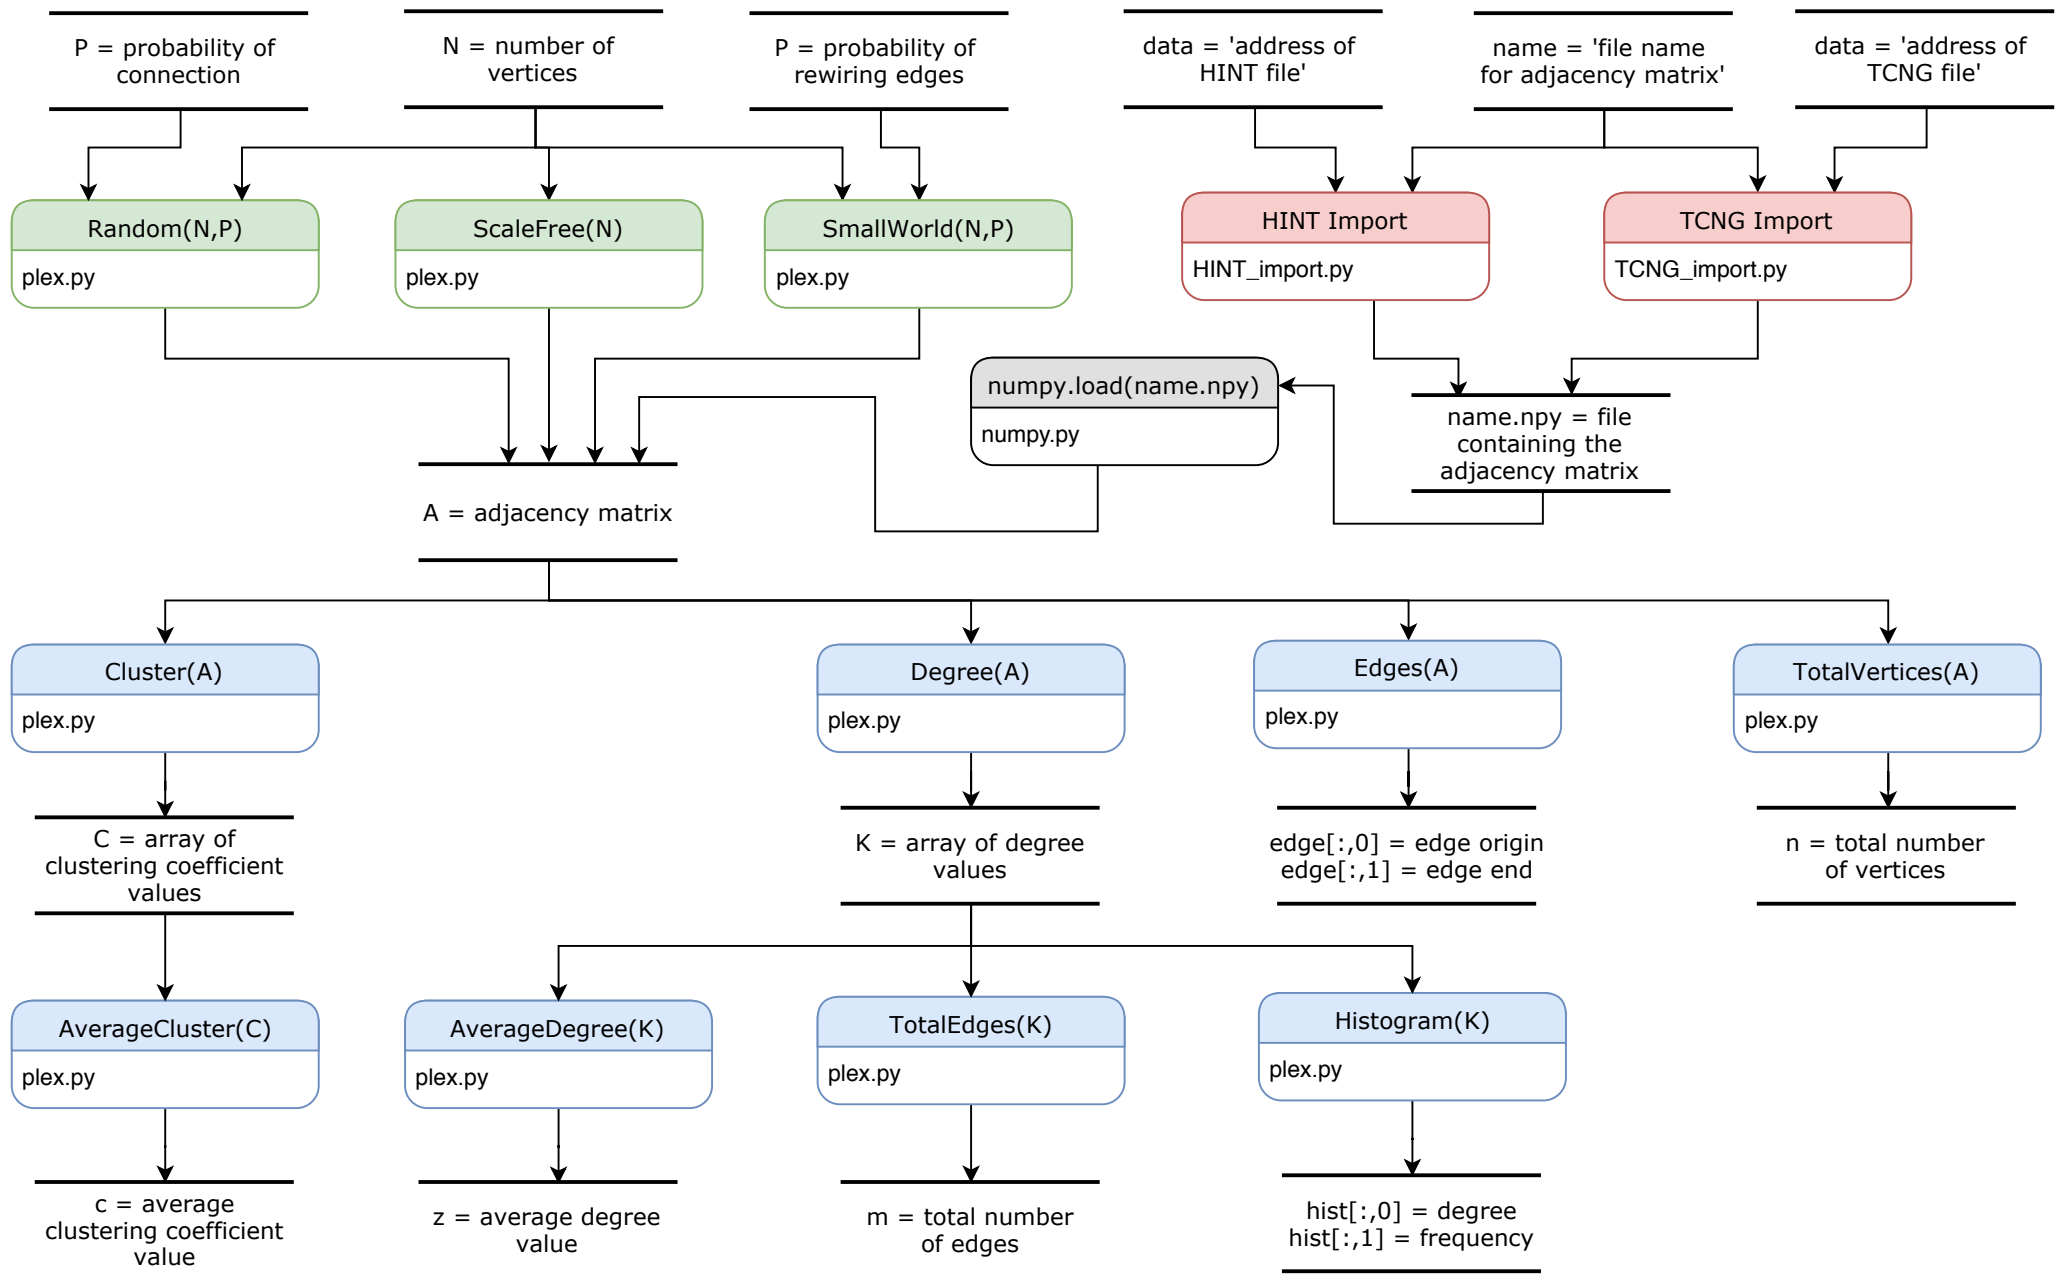 P = probability of
connection
N = number of
vertices
P = probability of
rewiring edges
data = 'address of
HINT file'
name = 'file name
for adjacency matrix'
data = 'address of
TCNG file'
Random(N,P)
plex.py
ScaleFree(N)
plex.py
SmallWorld(N,P)
plex.py
HINT Import
HINT_import.py
TCNG Import
TCNG_import.py
numpy.load(name.npy)
numpy.py
name.npy = file
containing the
adjacency matrix
A = adjacency matrix
Cluster(A)
plex.py
Degree(A)
plex.py
Edges(A)
plex.py
TotalVertices(A)
plex.py
C = array of
clustering coefficient
values
K = array of degree
values
edge[:,0] = edge origin
edge[:,1] = edge end
n = total number
of vertices
AverageCluster(C)
plex.py
AverageDegree(K)
plex.py
TotalEdges(K)
plex.py
Histogram(K)
plex.py
c = average
clustering coefficient
value
z = average degree
value
m = total number
of edges
hist[:,0] = degree
hist[:,1] = frequency